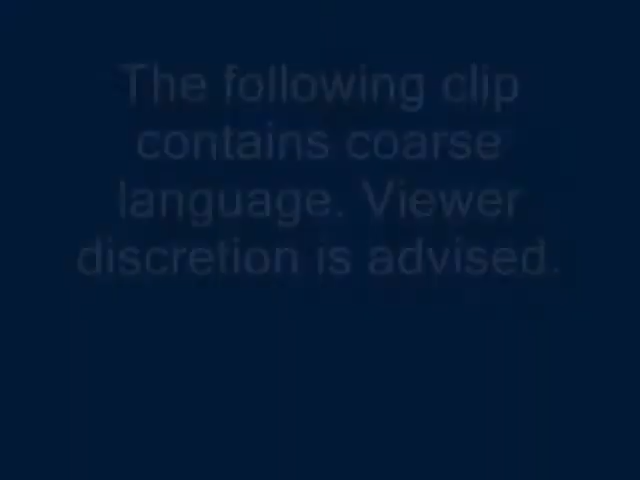 The following clip
contains coarse
language. Viewer
discretion is advised.